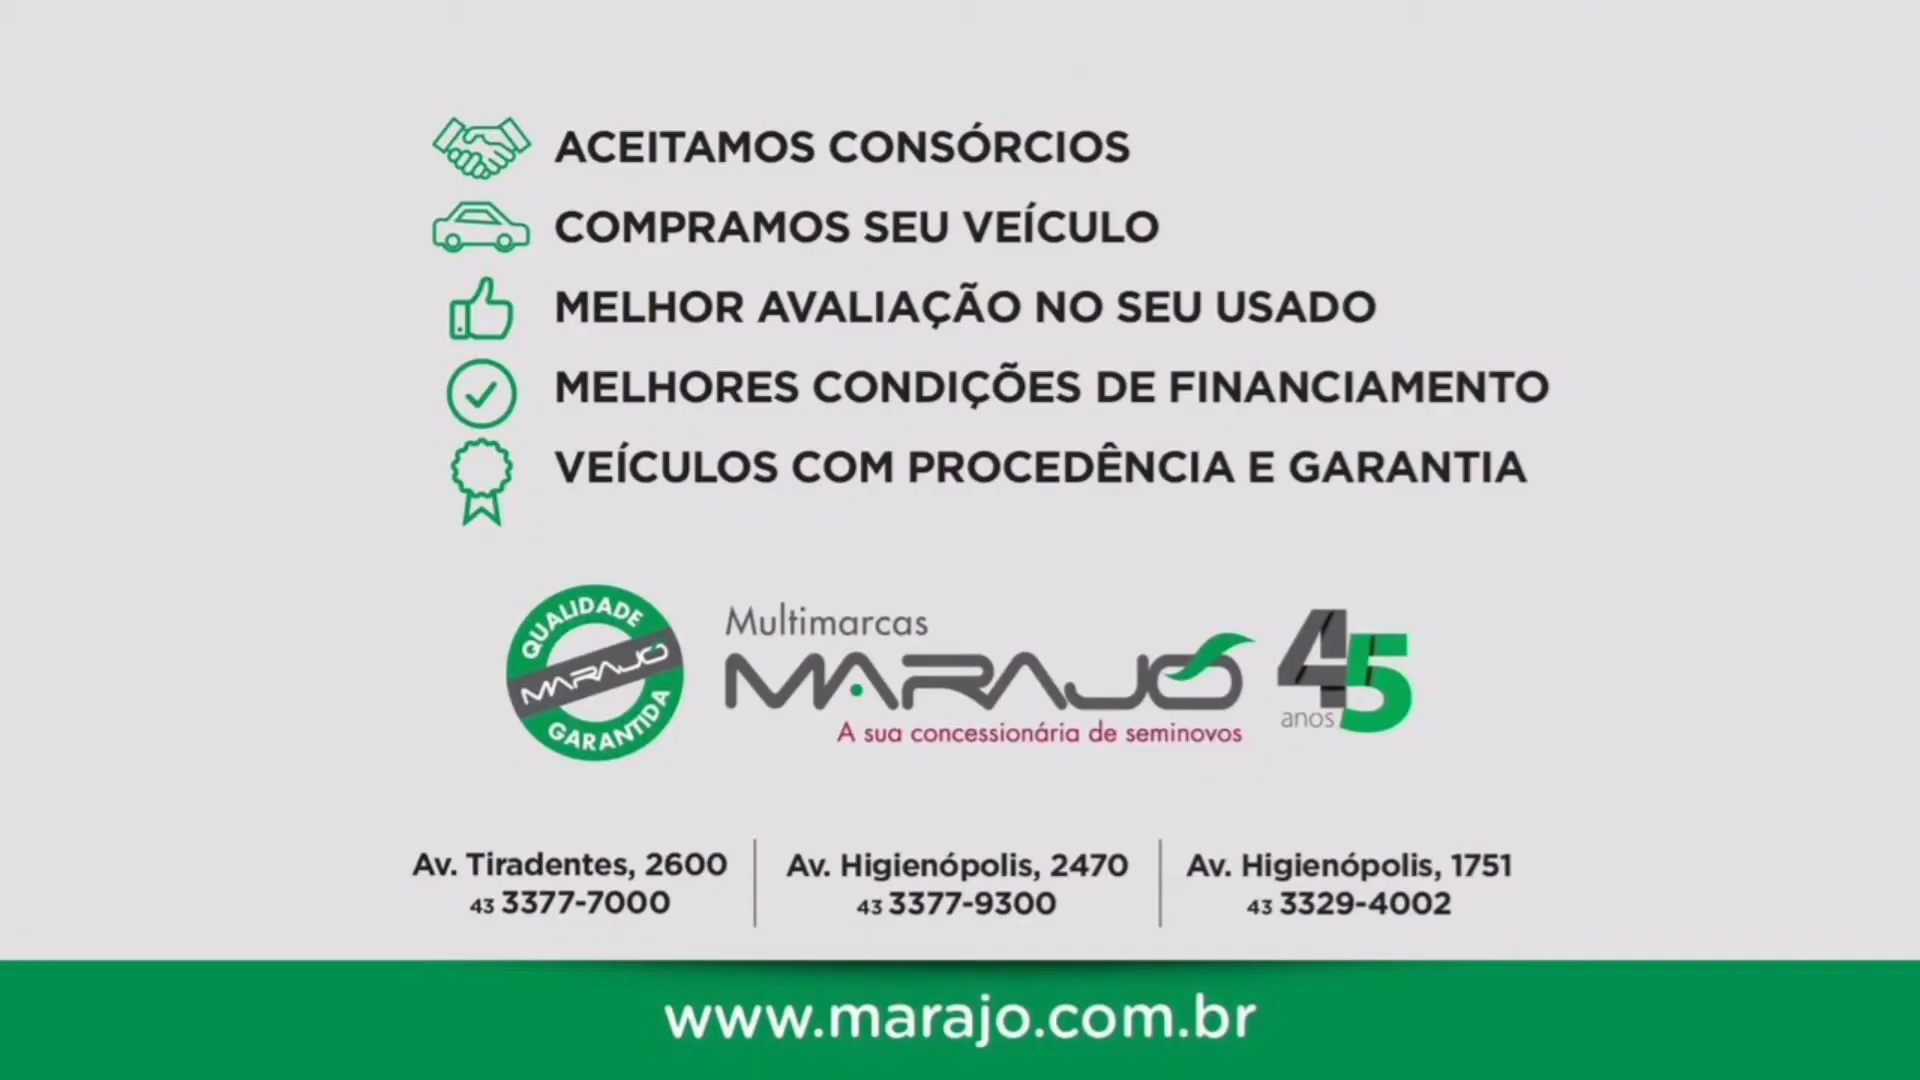 ACEITAMOS CONSÓRCIOS
COMPRAMOS SEU VEÍCULO
MELHOR AVALIAÇÃO NO SEU USADO
MELHORES CONDIÇÕES DE FINANCIAMENTO
VEÍCULOS COM PROCEDÊNCIA E GARANTIA
QUALIDADE
MARAJÓ
GARANTIDA
Multimarcas
MARAJÓ
A sua concessionária de seminovos
45
anos
Av. Tiradentes, 2600
43 3377-7000
Av. Higienópolis, 2470
43 3377-9300
Av. Higienópolis, 1751
43 3329-4002
www.marajo.com.br